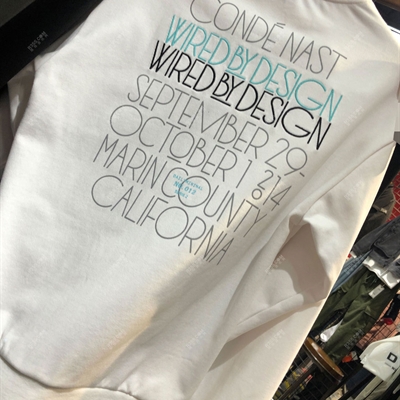 CONDÉ NAST
WIRED BY DESIGN
WIRED BY DESIGN
SEPTEMBER 29-
OCTOBER 1 2014
MARIN COUNTY
CALIFORNIA